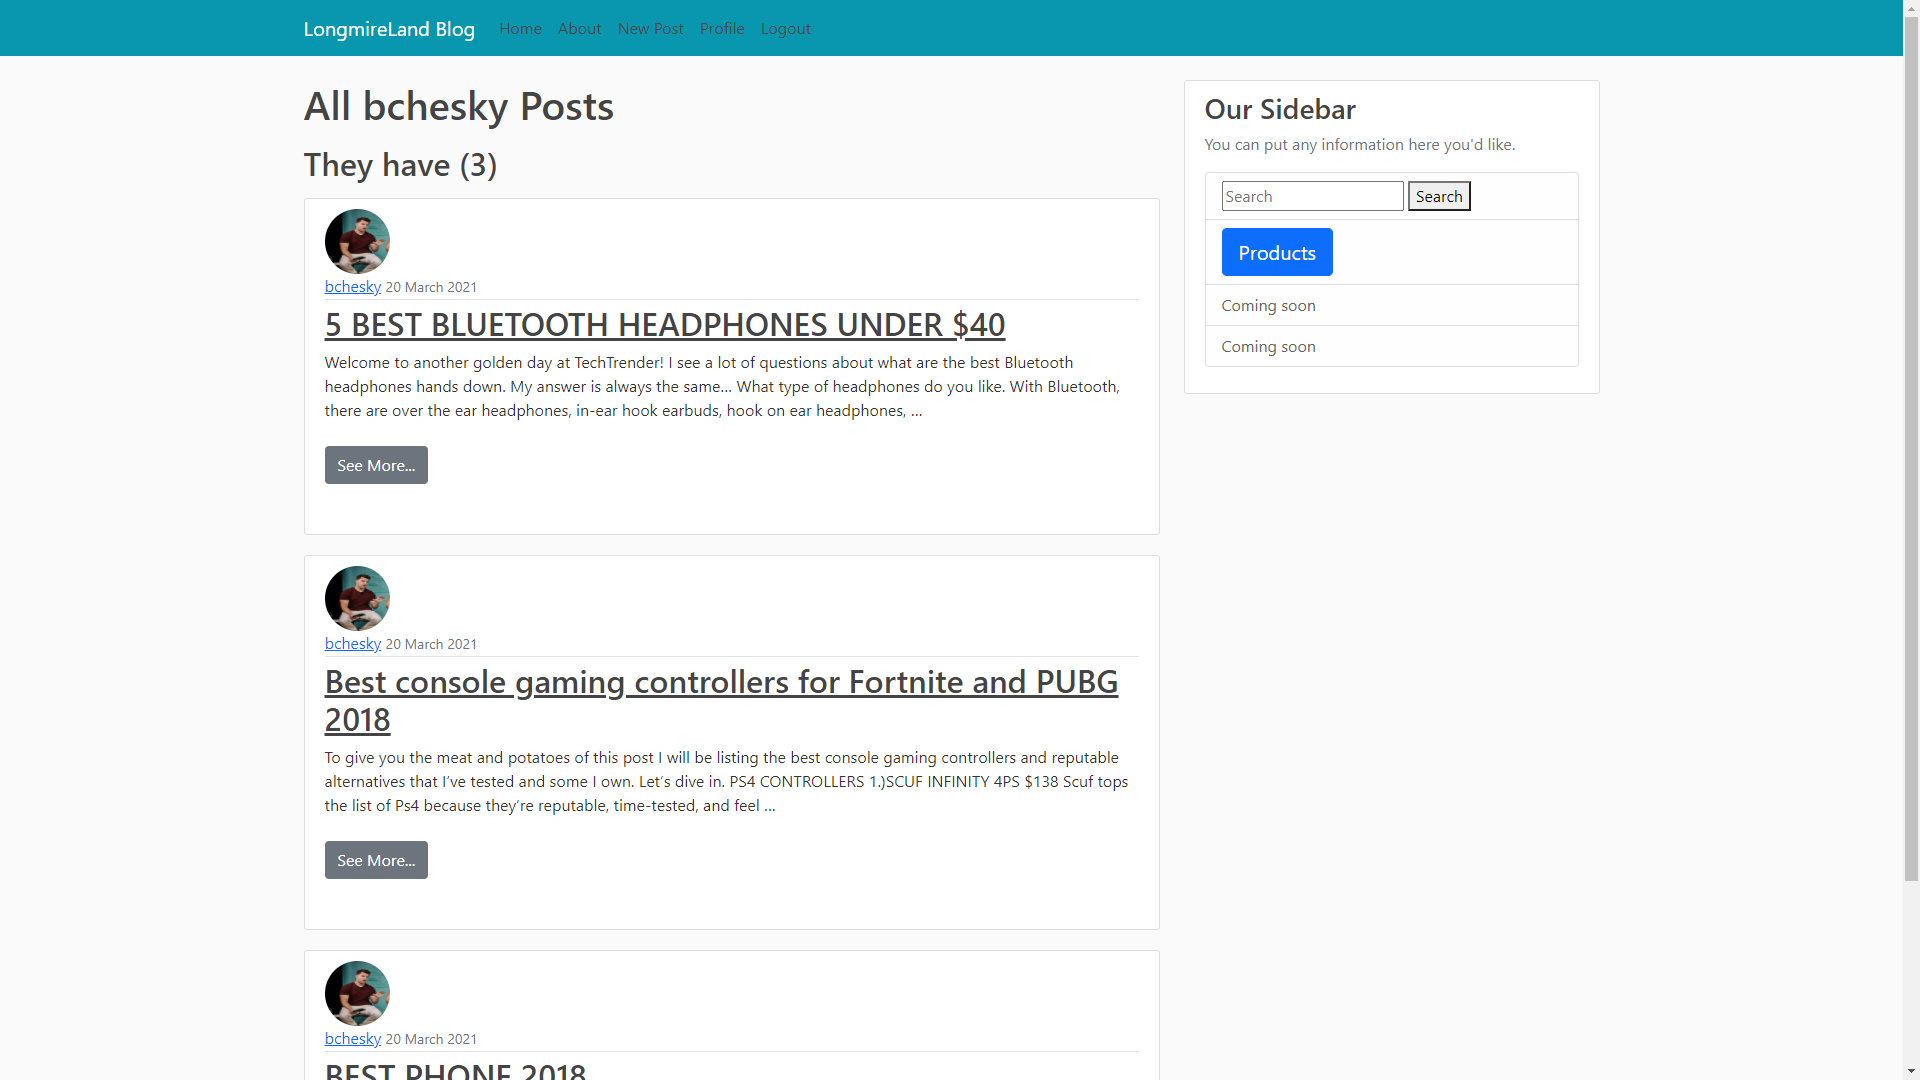 LongmireLand Blog Home About New Post Profile Logout
All bchesky Posts
They have (3)
bchesky 20 March 2021
5 BEST BLUETOOTH HEADPHONES UNDER $40
Welcome to another golden day at TechTrender! I see a lot of questions about what are the best Bluetooth
headphones hands down. My answer is always the same... What type of headphones do you like. With Bluetooth,
there are over the ear headphones, in-ear hook earbuds, hook on ear headphones, …
See More...
bchesky 20 March 2021
Best console gaming controllers for Fortnite and PUBG
2018
To give you the meat and potatoes of this post I will be listing the best console gaming controllers and reputable
alternatives that I've tested and some I own. Let's dive in. PS4 CONTROLLERS 1.)SCUF INFINITY 4PS $138 Scuf tops
the list of Ps4 because they're reputable, time-tested, and feel …
See More...
bchesky 20 March 2021
BEST PHONE 2018
Our Sidebar
You can put any information here you'd like.
Search Search
Products
Coming soon
Coming soon